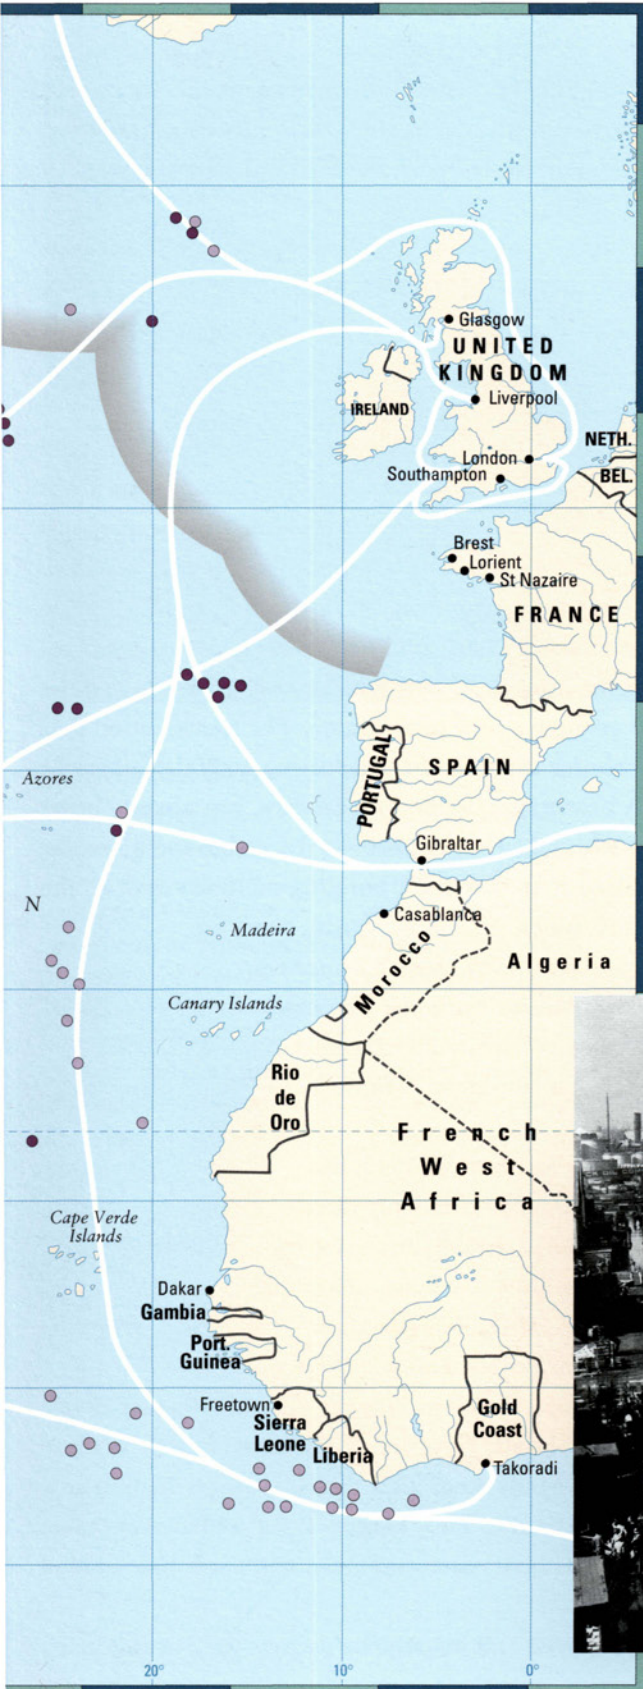 Glasgow
UNITED
KINGDOM
IRELAND
Liverpool
NETH.
London
Southampton
BEL.
Brest
Lorient
St Nazaire
FRANCE
PORTUGAL
SPAIN
Azores
Gibraltar
N
Madeira
Casablanca
Morocco
Algeria
Canary Islands
Rio
de
Oro
French
West
Africa
Cape Verde
Islands
Dakar
Gambia
Port.
Guinea
Freetown
Sierra
Leone
Liberia
Gold
Coast
Takoradi
20°
10°
0°